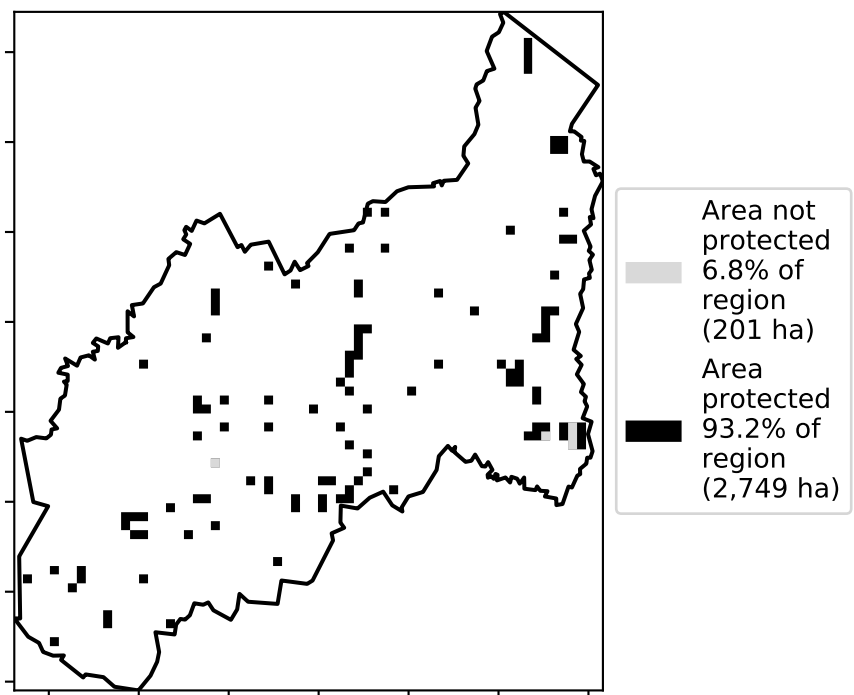 Area not
protected
6.8% of
region
(201 ha)
Area
protected
93.2% of
region
(2,749 ha)